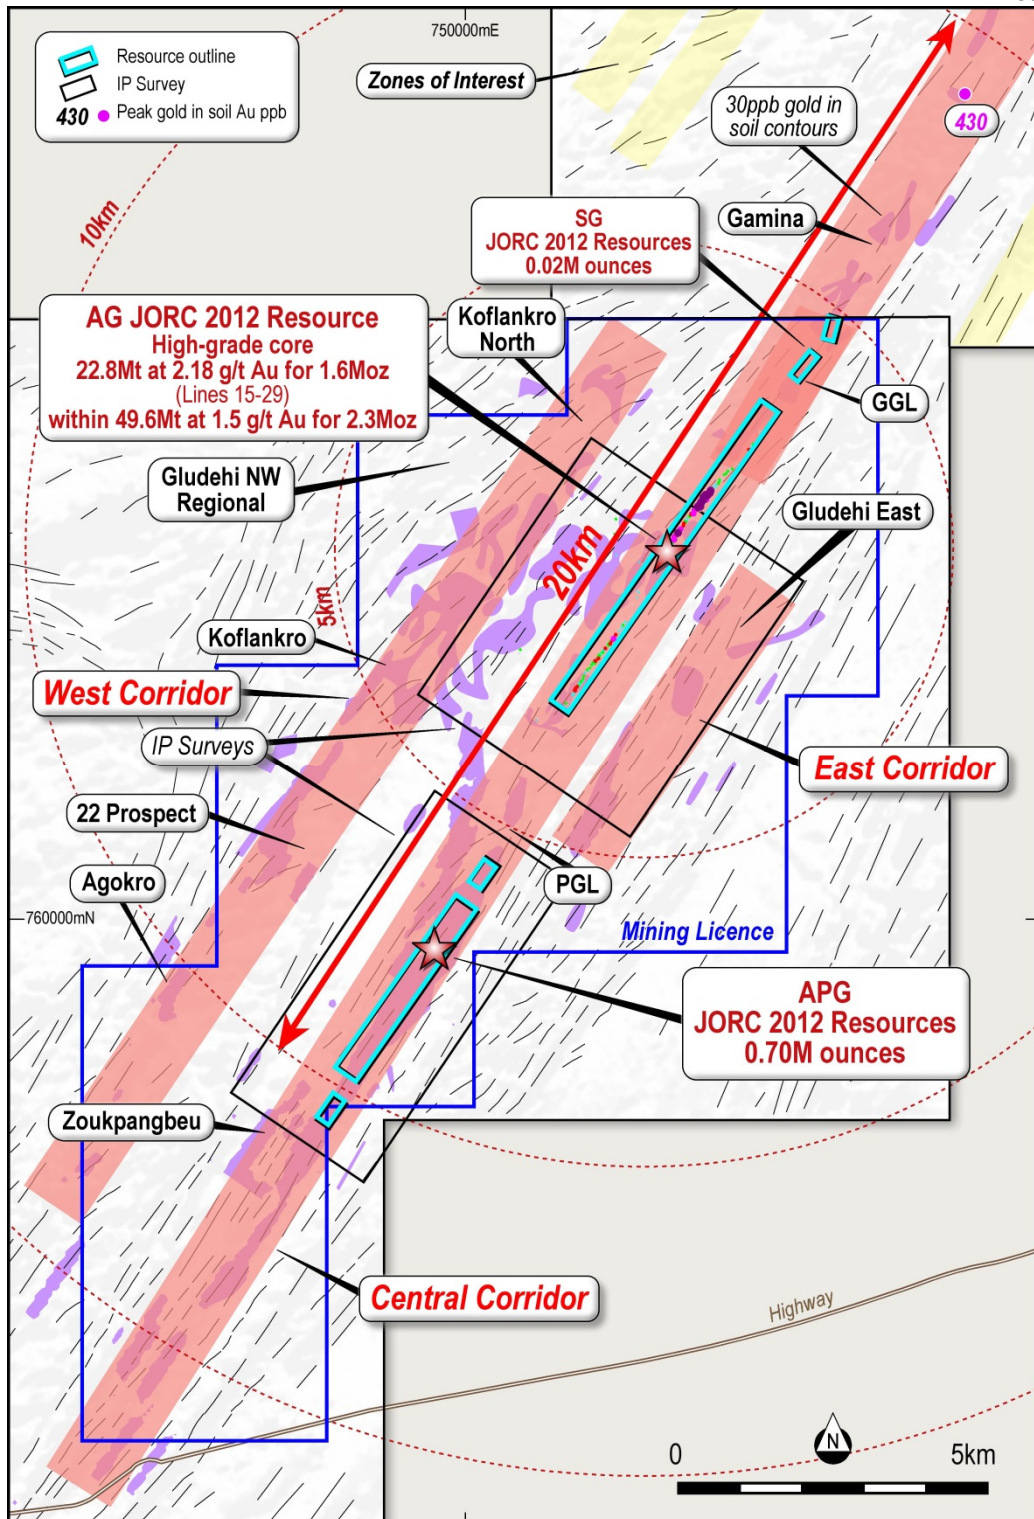 750000mE
Resource outline
IP Survey
430 Peak gold in soil Au ppb
Zones of Interest
30ppb gold in
soil contours
430
10km
SG
JORC 2012 Resources
0.02M ounces
Gamina
AG JORC 2012 Resource
High-grade core
22.8Mt at 2.18 g/t Au for 1.6Moz
(Lines 15-29)
within 49.6Mt at 1.5 g/t Au for 2.3Moz
Koflankro
North
GGL
Gludehi NW
Regional
Gludehi East
20km
5km
Koflankro
West Corridor
IP Surveys
East Corridor
22 Prospect
Agokro
PGL
760000mN
Mining Licence
APG
JORC 2012 Resources
0.70M ounces
Zoukpangbeu
Central Corridor
Highway
N
0 5km